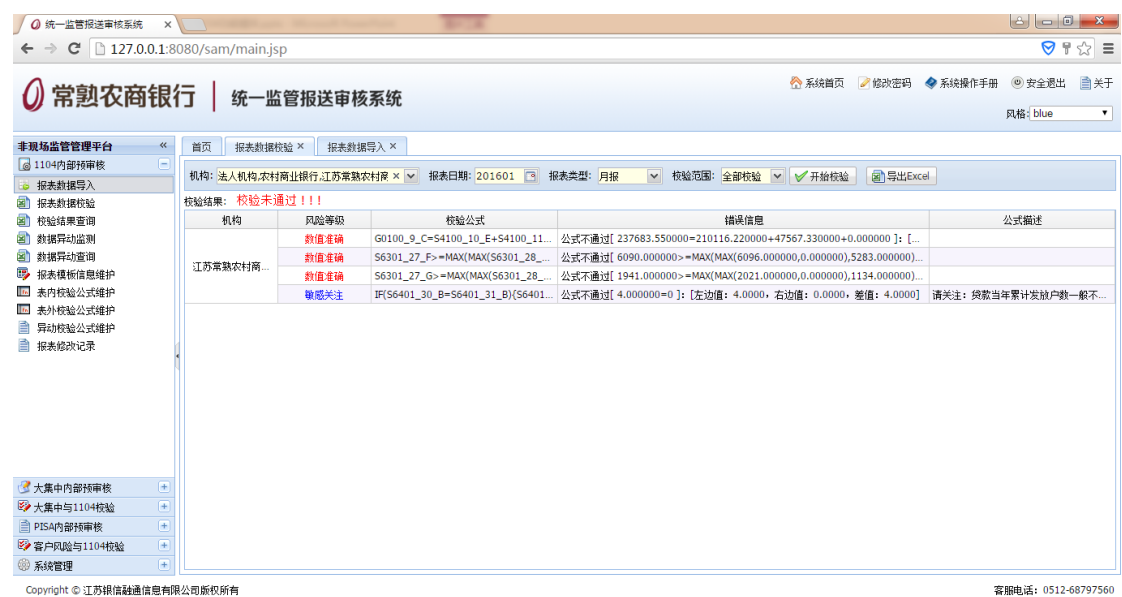 统一监管报送审核系统
127.0.0.1:8080/sam/main.jsp
常熟农商银行 统一监管报送审核系统
系统首页 修改密码 系统操作手册 安全退出 关于
风格: blue
非现场监管管理平台
首页 报表数据校验 × 报表数据导入 ×
1104内部预审核
报表数据导入
报表数据校验
校验结果查询
数据异动监测
数据异动查询
报表模板信息维护
表内校验公式维护
表外校验公式维护
异动校验公式维护
报表修改记录
大集中内部预审核
大集中与1104校验
PISA内部预审核
客户风险与1104校验
系统管理
机构: 法人机构,农村商业银行,江苏常熟农村商 × 报表日期: 201601 报表类型: 月报 校验范围: 全部校验 开始校验 导出Excel
校验结果: 校验未通过!!!
机构 风险等级 校验公式 错误信息 公式描述
江苏常熟农村商...
数值准确 G0100_9_C=S4100_10_E+S4100_11... 公式不通过[ 237683.550000=210116.220000+47567.330000+0.000000 ]: [...
数值准确 S6301_27_F>=MAX(MAX(S6301_28_... 公式不通过[ 6090.000000>=MAX(MAX(6096.000000,0.000000),5283.000000)...
数值准确 S6301_27_G>=MAX(MAX(S6301_28_... 公式不通过[ 1941.000000>=MAX(MAX(2021.000000,0.000000),1134.000000)...
敏感关注 IF(S6401_30_B=S6401_31_B){S6401... 公式不通过[ 4.000000=0 ]: [左边值: 4.0000, 右边值: 0.0000, 差值: 4.0000] 请关注: 贷款当年累计发放户数一般不...
Copyright © 江苏银信融通信息有限公司版权所有
客服电话: 0512-68797560